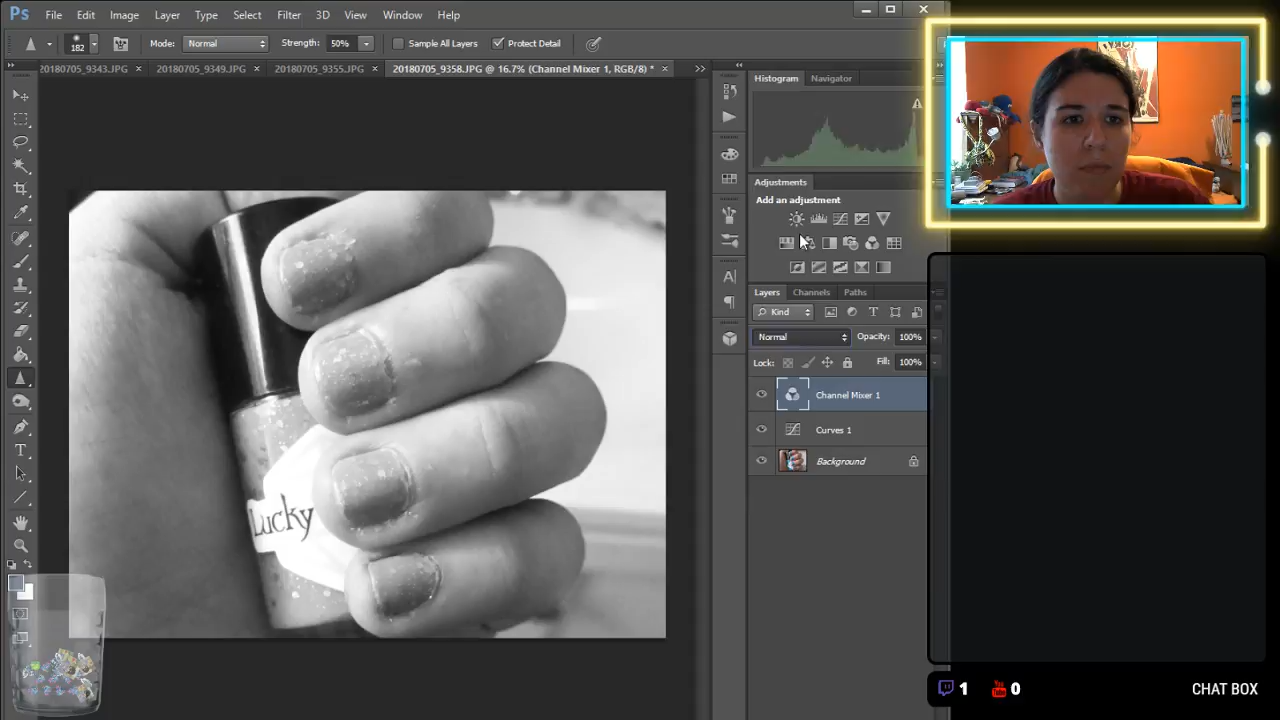 Ps File Edit Image Layer Type Select Filter 3D View Window Help
182 Mode: Normal Strength: 50% Sample All Layers Protect Detail
20180705_9343.JPG × 20180705_9349.JPG × 20180705_9355.JPG × 20180705_9358.JPG @ 16.7% (Channel Mixer 1, RGB/8) * ×
Histogram Navigator
Adjustments
Add an adjustment
Layers Channels Paths
Kind
Normal Opacity: 100%
Lock: Fill: 100%
Channel Mixer 1
Curves 1
Background
Lucky
1 0 CHAT BOX